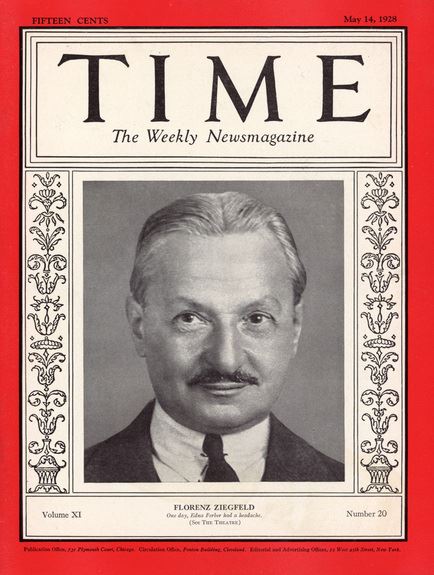 FIFTEEN CENTS
May 14, 1928
TIME
The Weekly Newsmagazine
Volume XI
FLORENZ ZIEGFELD
One day, Edna Ferber had a headache.
(See THE THEATRE)
Number 20
Publication Office, 731 Plymouth Court, Chicago. Circulation Office, Penton Building, Cleveland. Editorial and Advertising Offices, 25 West 45th Street, New York.